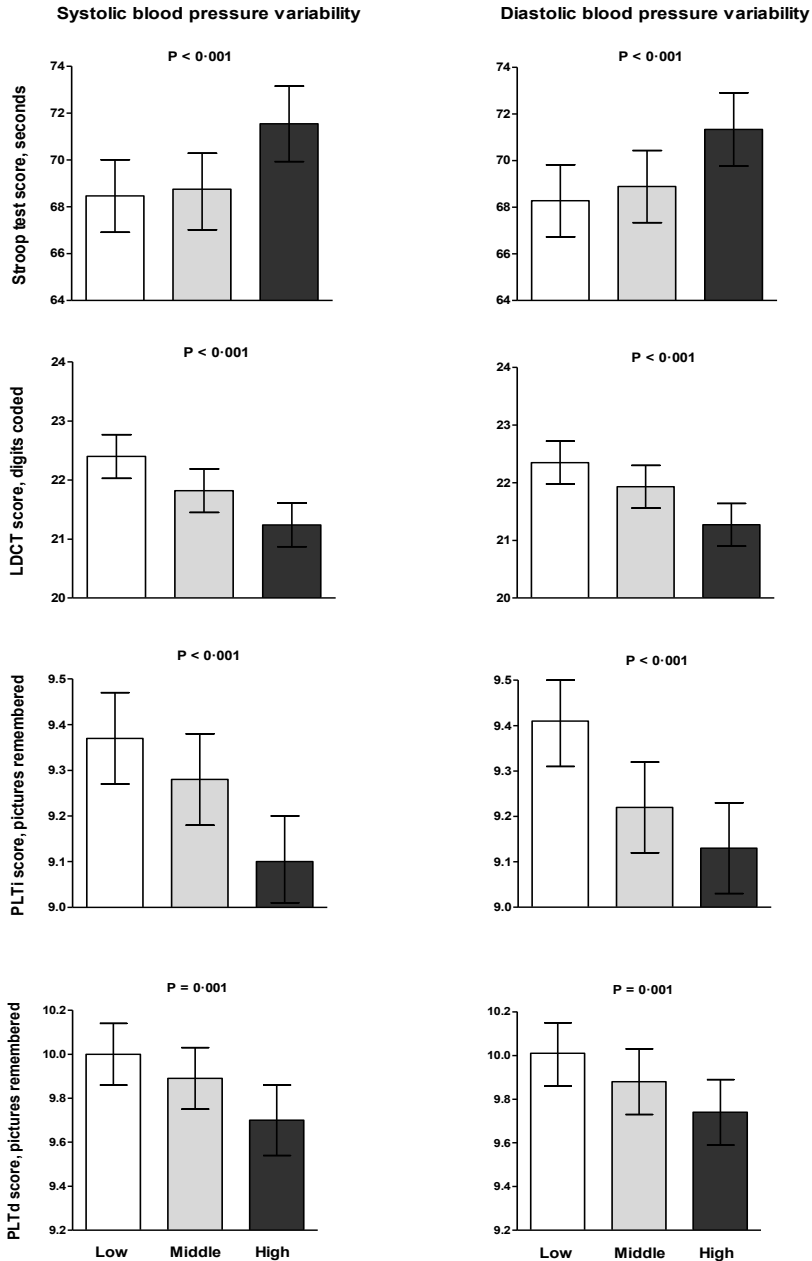 Systolic blood pressure variability
Diastolic blood pressure variability
P < 0·001
Stroop test score, seconds
74
72
70
68
66
64
P < 0·001
74
72
70
68
66
64
P < 0·001
LDCT score, digits coded
24
23
22
21
20
P < 0·001
24
23
22
21
20
P < 0·001
PLTi score, pictures remembered
9.5
9.4
9.3
9.2
9.1
9.0
P < 0·001
9.5
9.4
9.3
9.2
9.1
9.0
P = 0·001
PLTd score, pictures remembered
10.2
10.0
9.8
9.6
9.4
9.2
Low Middle High
P = 0·001
10.2
10.0
9.8
9.6
9.4
9.2
Low Middle High